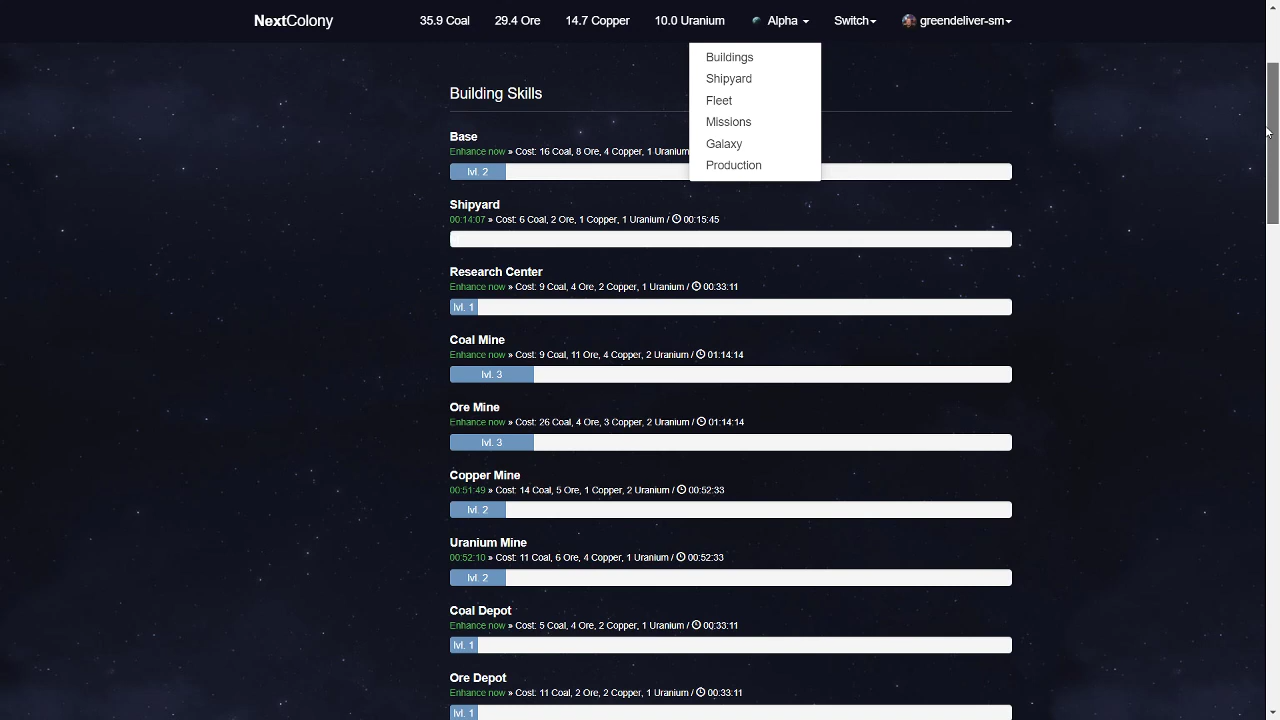 NextColony 35.9 Coal 29.4 Ore 14.7 Copper 10.0 Uranium Alpha Switch greendeliver-sm
Buildings
Shipyard
Fleet
Missions
Galaxy
Production
Building Skills
Base
Enhance now » Cost: 16 Coal, 8 Ore, 4 Copper, 1 Uranium
lvl. 2
Shipyard
00:14:07 » Cost: 6 Coal, 2 Ore, 1 Copper, 1 Uranium / 00:15:45
Research Center
Enhance now » Cost: 9 Coal, 4 Ore, 2 Copper, 1 Uranium / 00:33:11
lvl. 1
Coal Mine
Enhance now » Cost: 9 Coal, 11 Ore, 4 Copper, 2 Uranium / 01:14:14
lvl. 3
Ore Mine
Enhance now » Cost: 26 Coal, 4 Ore, 3 Copper, 2 Uranium / 01:14:14
lvl. 3
Copper Mine
00:51:49 » Cost: 14 Coal, 5 Ore, 1 Copper, 2 Uranium / 00:52:33
lvl. 2
Uranium Mine
00:52:10 » Cost: 11 Coal, 6 Ore, 4 Copper, 1 Uranium / 00:52:33
lvl. 2
Coal Depot
Enhance now » Cost: 5 Coal, 4 Ore, 2 Copper, 1 Uranium / 00:33:11
lvl. 1
Ore Depot
Enhance now » Cost: 11 Coal, 2 Ore, 2 Copper, 1 Uranium / 00:33:11
lvl. 1